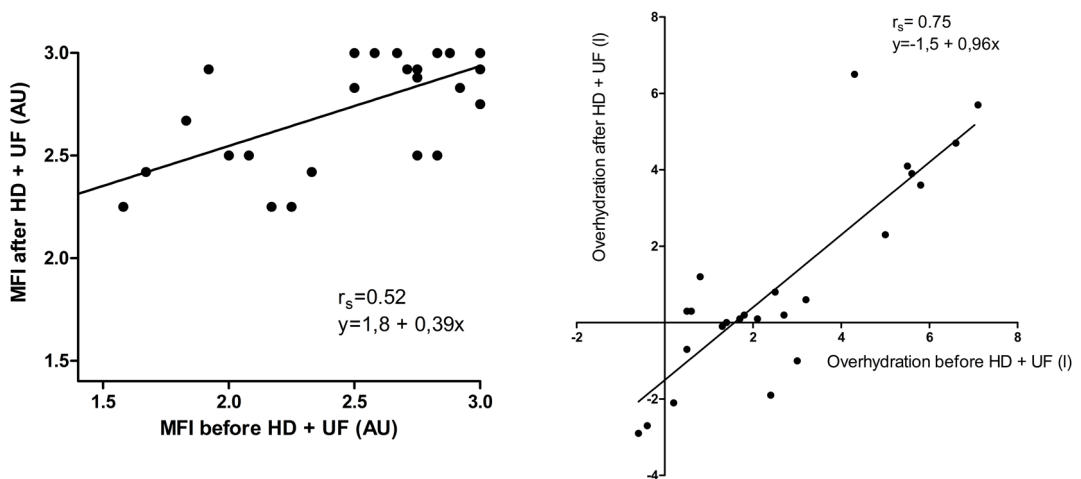 MFI after HD + UF (AU)
3.0
2.5
2.0
1.5
1.5
2.0
2.5
3.0
MFI before HD + UF (AU)
rs=0.52
y=1,8 + 0,39x
Overhydration after HD + UF (l)
8
6
4
2
-2
-4
-2
2
4
6
8
Overhydration before HD + UF (l)
rs= 0.75
y=-1,5 + 0,96x